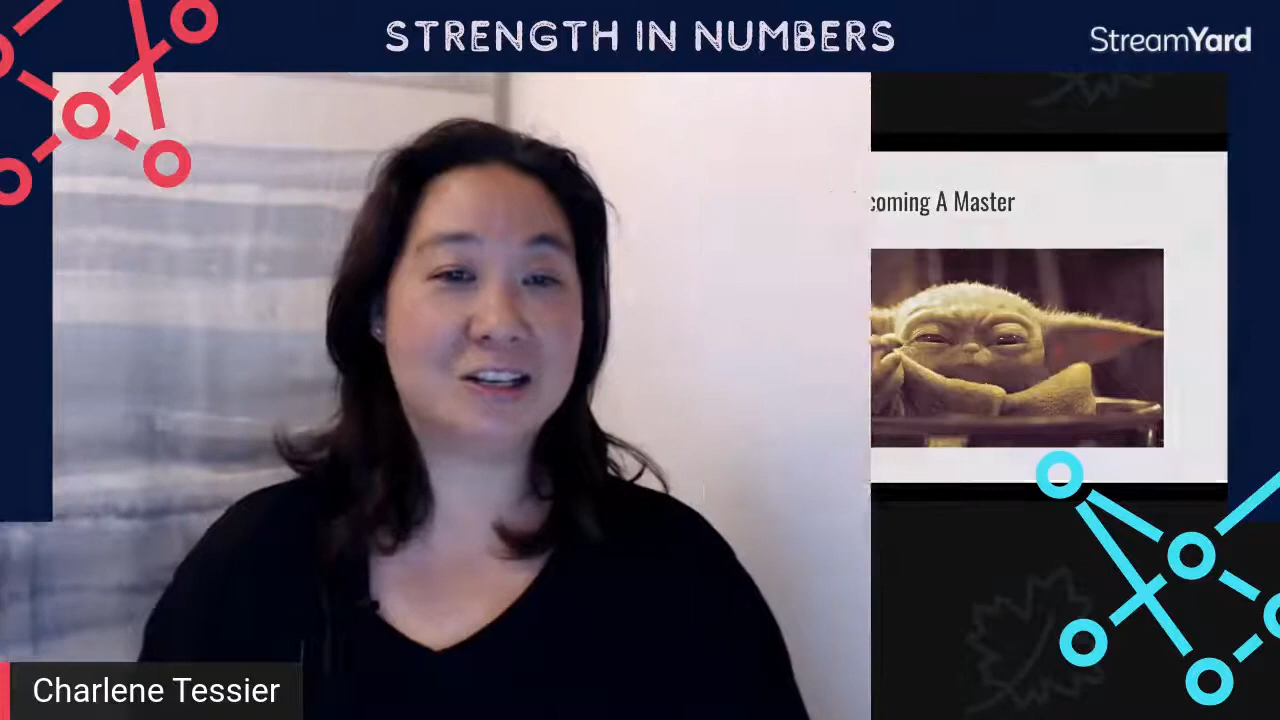 STRENGTH IN NUMBERS
StreamYard
coming A Master
Charlene Tessier